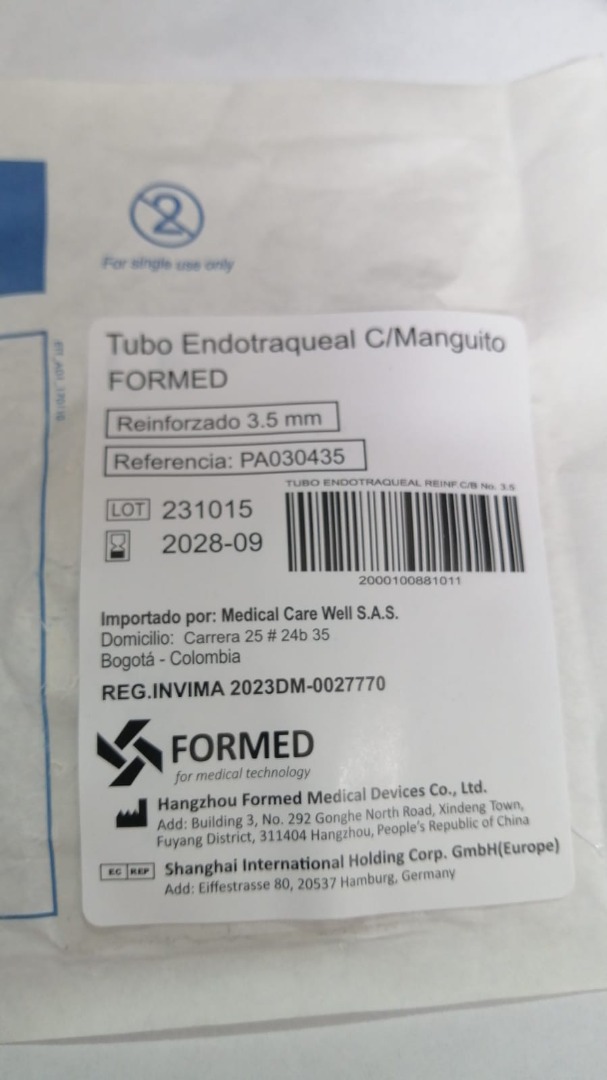 For single use only
Tubo Endotraqueal C/Manguito
FORMED
Reinforzado 3.5 mm
Referencia: PA030435
TUBO ENDOTRAQUEAL REINF.C/B No. 3.5
LOT 231015
2028-09
2000100881011
Importado por: Medical Care Well S.A.S.
Domicilio: Carrera 25 # 24b 35
Bogotá - Colombia
REG.INVIMA 2023DM-0027770
FORMED
for medical technology
Hangzhou Formed Medical Devices Co., Ltd.
Add: Building 3, No. 292 Gonghe North Road, Xindeng Town,
Fuyang District, 311404 Hangzhou, People's Republic of China
EC REP Shanghai International Holding Corp. GmbH(Europe)
Add: Eiffestrasse 80, 20537 Hamburg, Germany